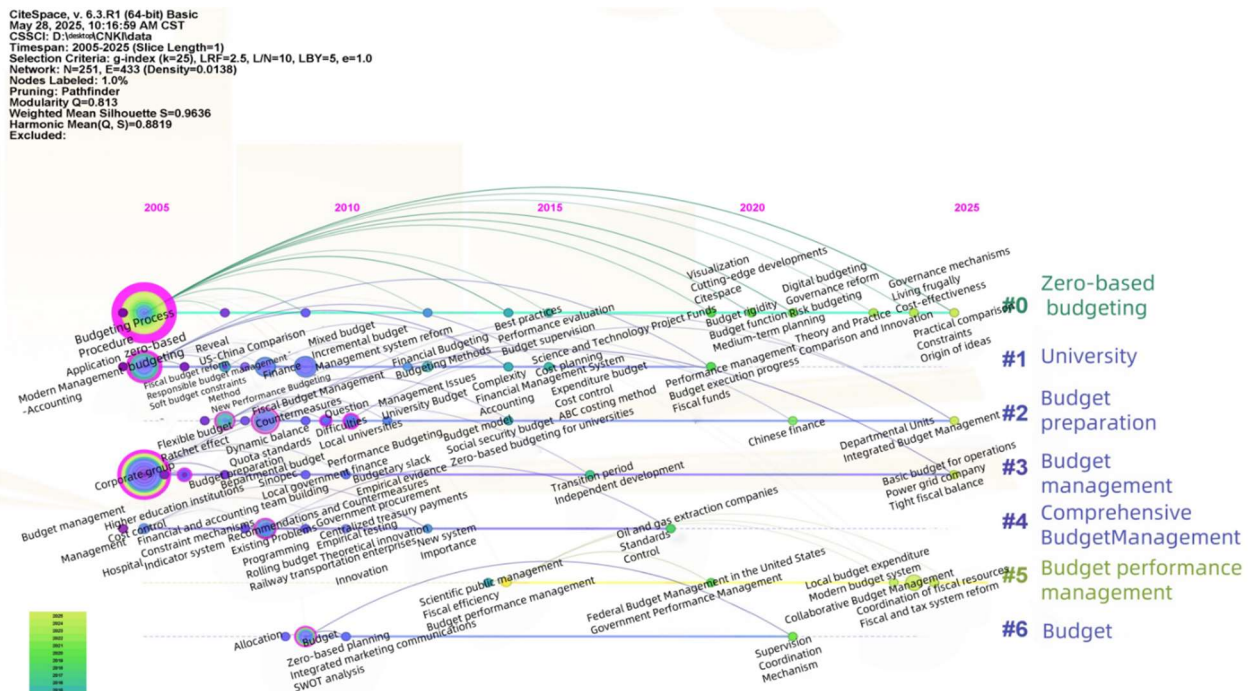 CiteSpace, v. 6.3.R1 (64-bit) Basic
May 28, 2025, 10:16:59 AM CST
CSSCI: D:\desktop\CNKI\data
Timespan: 2005-2025 (Slice Length=1)
Selection Criteria: g-index (k=25), LRF=2.5, L/N=10, LBY=5, e=1.0
Network: N=251, E=433 (Density=0.0138)
Nodes Labeled: 1.0%
Pruning: Pathfinder
Modularity Q=0.813
Weighted Mean Silhouette S=0.9636
Harmonic Mean(Q, S)=0.8819
Excluded:
2005
2010
2015
2020
2025
Budgeting Process
Procedure
Application zero-based
Modern Management budgeting
-Accounting
Reveal
US-China Comparison
Fiscal budget reform
Responsible budget management
Soft budget constraints
Method
New Performance Budgeting
Finance
Mixed budget
Incremental budget
Management system reform
Financial Budgeting
Budgeting Methods
Best practices
Performance evaluation
Budget supervision
Science and Technology Project Funds
Cost planning
Financial Management System
Expenditure budget
Cost control
ABC costing method
Visualization
Cutting-edge developments
Citespace
Budget rigidity
Budget function
Medium-term planning
Digital budgeting
Governance reform
Risk budgeting
Theory and Practice
Comparison and Innovation
Governance mechanisms
Living frugally
Cost-effectiveness
Practical comparison
Constraints
Origin of ideas
#0 Zero-based
budgeting
#1 University
Performance management
Budget execution progress
Fiscal funds
Fiscal Budget Management
Countermeasures
Question
Difficulties
Management issues
University Budget
Complexity
Accounting
Flexible budget
Ratchet effect
Dynamic balance
Quota standards
Local universities
Budget model
Social security budget
Zero-based budgeting for universities
Chinese finance
Departmental Units
Integrated Budget Management
#2 Budget
preparation
Corporate group
Budget management
Higher education institutions
Budget preparation
Departmental budget
Sinopec
Local government finance
Performance Budgeting
Budgetary slack
Empirical evidence
Transition period
Independent development
Basic budget for operations
Power grid company
Tight fiscal balance
#3 Budget
management
Cost control
Management
Hospital
Financial and accounting team building
Constraint mechanisms
Indicator system
Recommendations and Countermeasures
Existing Problems
Government procurement
Programming
Rolling budget
Railway transportation enterprises
Centralized treasury payments
Empirical testing
Theoretical innovation
Innovation
New system
Importance
Oil and gas extraction companies
Standards
Control
#4 Comprehensive
BudgetManagement
Scientific public management
Fiscal efficiency
Budget performance management
Federal Budget Management in the United States
Government Performance Management
Local budget expenditure
Modern budget system
Collaborative Budget Management
Coordination of fiscal resources
Fiscal and tax system reform
#5 Budget performance
management
Allocation
Budget
Zero-based planning
Integrated marketing communications
SWOT analysis
Supervision
Coordination
Mechanism
#6 Budget
2025
2024
2023
2022
2021
2020
2019
2018
2017
2016